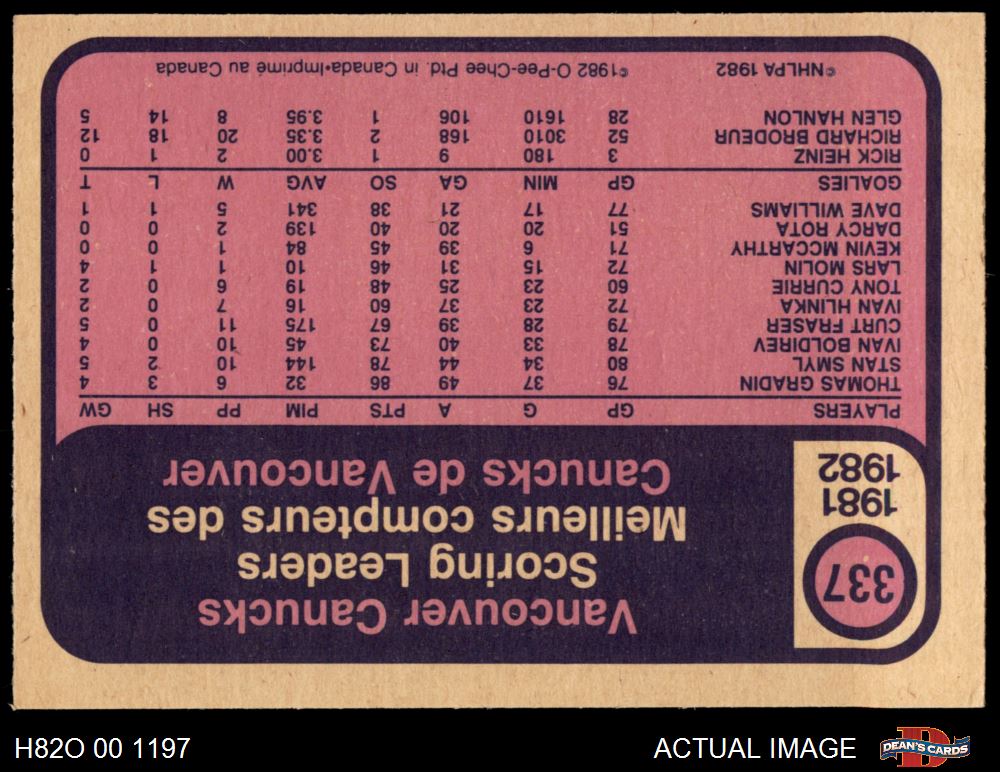 337
1981
1982
Vancouver Canucks
Scoring Leaders
Meilleurs compteurs des
Canucks de Vancouver
PLAYERS GP G A PTS PIM PP SH GW
THOMAS GRADIN 76 37 49 86 32 6 3 4
STAN SMYL 80 34 44 78 144 10 2 5
IVAN BOLDIREV 78 33 40 73 45 10 0 4
CURT FRASER 79 28 39 67 175 11 0 5
IVAN HLINKA 72 23 37 60 16 7 0 2
TONY CURRIE 60 23 25 48 19 6 0 2
LARS MOLIN 72 15 31 46 10 1 1 4
KEVIN MCCARTHY 71 6 39 45 84 1 0 0
DARCY ROTA 51 20 20 40 139 2 0 0
DAVE WILLIAMS 77 17 21 38 341 5 1 1
GOALIES GP MIN GA SO AVG W L T
RICK HEINZ 3 180 9 1 3.00 2 1 0
RICHARD BRODEUR 52 3010 168 2 3.35 20 18 12
GLEN HANLON 28 1610 106 1 3.95 8 14 5
©NHLPA 1982 ©1982 O-Pee-Chee Ptd. in Canada•Imprimé au Canada
H82O 00 1197 ACTUAL IMAGE DEAN'S CARDS